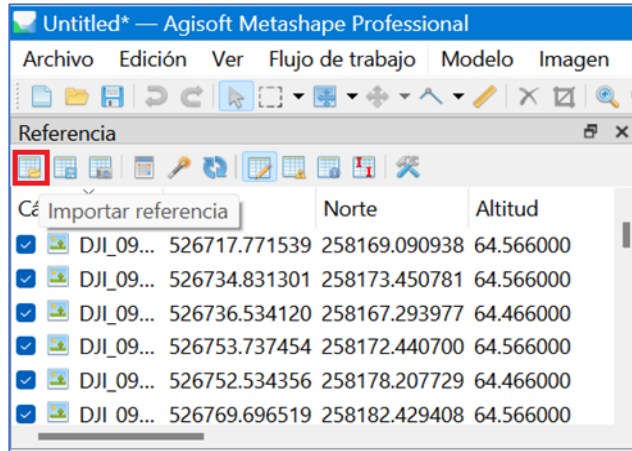 Untitled* — Agisoft Metashape Professional
Archivo Edición Ver Flujo de trabajo Modelo Imagen
Referencia
Importar referencia Norte Altitud
DJI_09... 526717.771539 258169.090938 64.566000
DJI_09... 526734.831301 258173.450781 64.566000
DJI_09... 526736.534120 258167.293977 64.466000
DJI_09... 526753.737454 258172.440700 64.566000
DJI_09... 526752.534356 258178.207729 64.466000
DJI_09... 526769.696519 258182.429408 64.566000